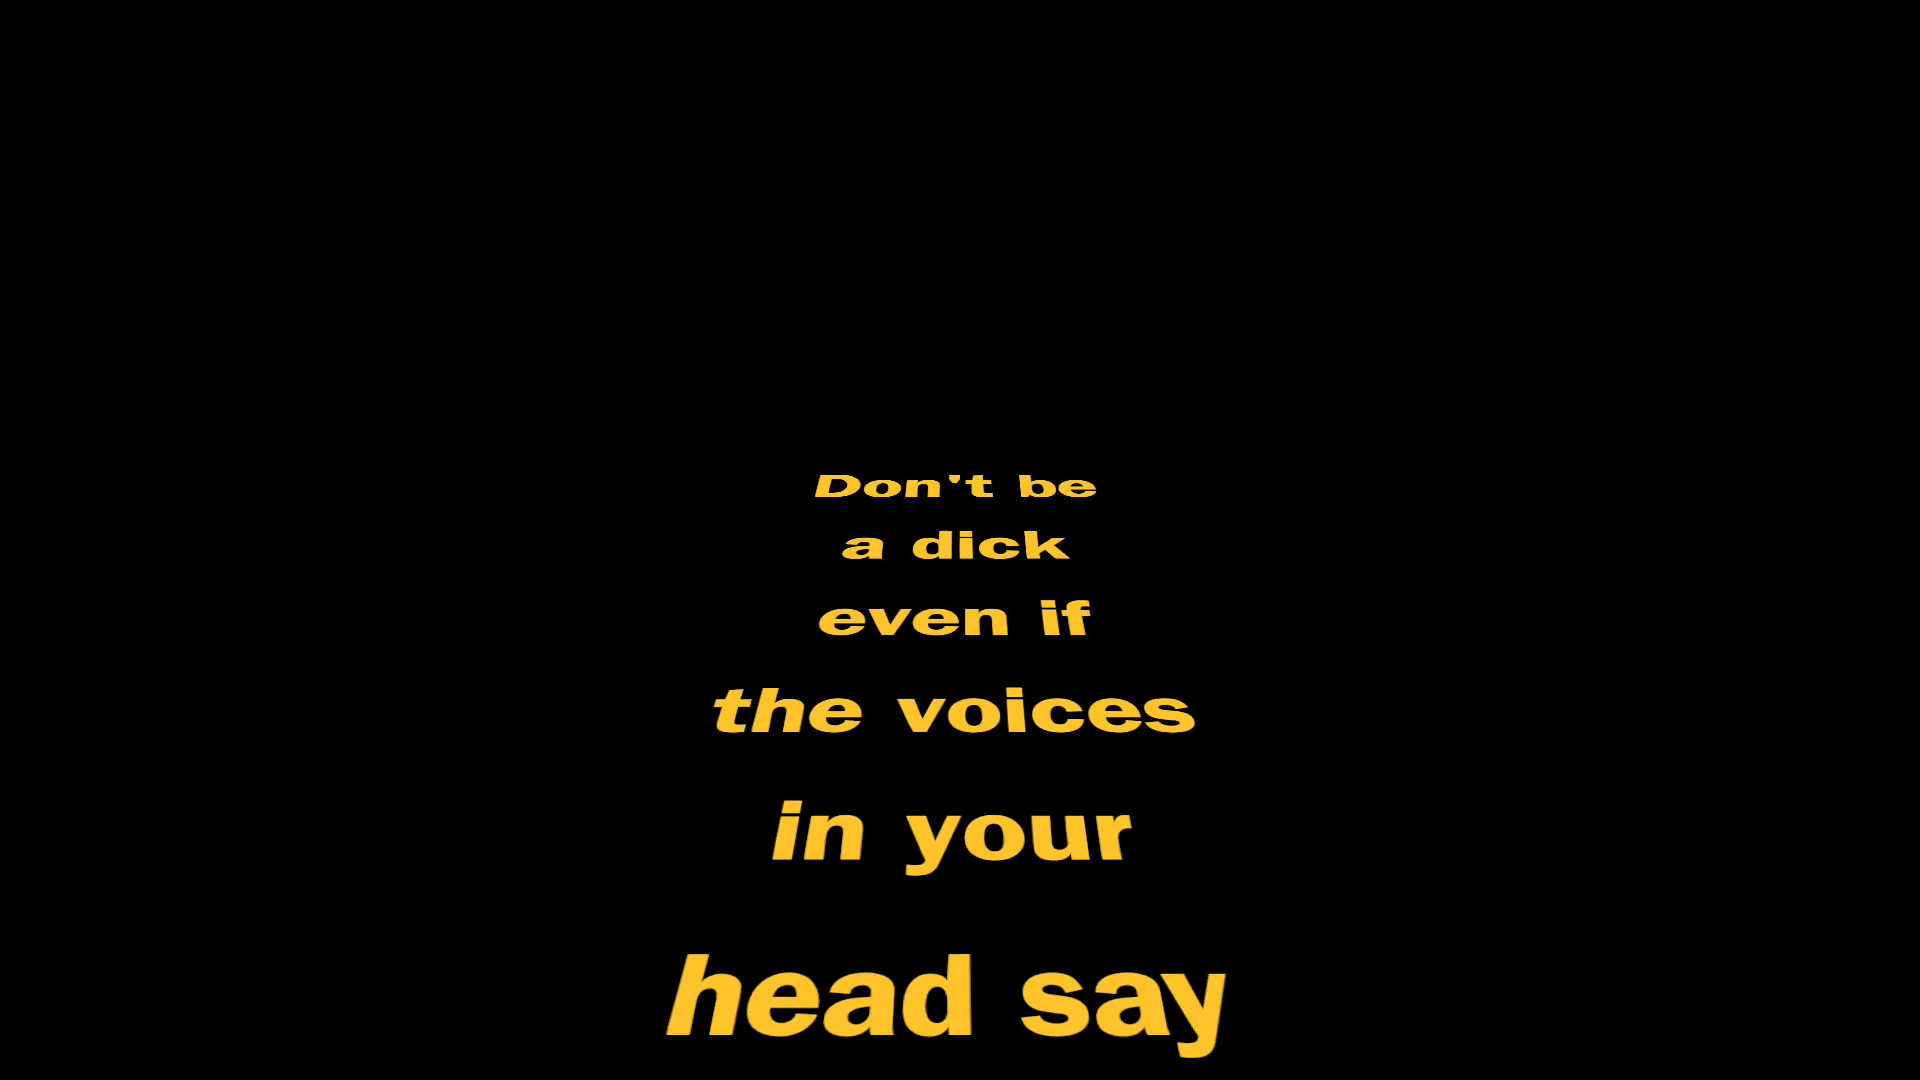 Don't be
a dick
even if
the voices
in your
head say